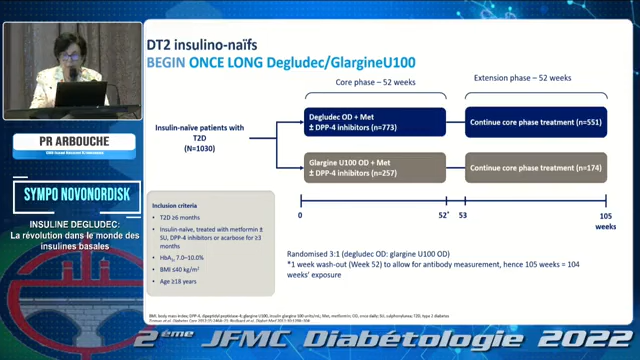 DT2 insulino-naïfs
BEGIN ONCE LONG Degludec/GlargineU100
Core phase – 52 weeks
Extension phase – 52 weeks
Insulin-naïve patients with
T2D
(N=1030)
Degludec OD + Met
± DPP-4 inhibitors (n=773)
Continue core phase treatment (n=551)
Glargine U100 OD + Met
± DPP-4 inhibitors (n=257)
Continue core phase treatment (n=174)
PR ARBOUCHE
SYMPO NOVONORDISK
INSULINE DEGLUDEC:
La révolution dans le monde des
insulines basales
Inclusion criteria
• T2D ≥6 months
• Insulin-naïve, treated with metformin ±
SU, DPP-4 inhibitors or acarbose for ≥3
months
• HbA1c 7.0–10.0%
• BMI ≤40 kg/m2
• Age ≥18 years
0
52*
53
105
weeks
Randomised 3:1 (degludec OD: glargine U100 OD)
*1 week wash-out (Week 52) to allow for antibody measurement, hence 105 weeks = 104
weeks' exposure
2ème JFMC Diabétologie 2022